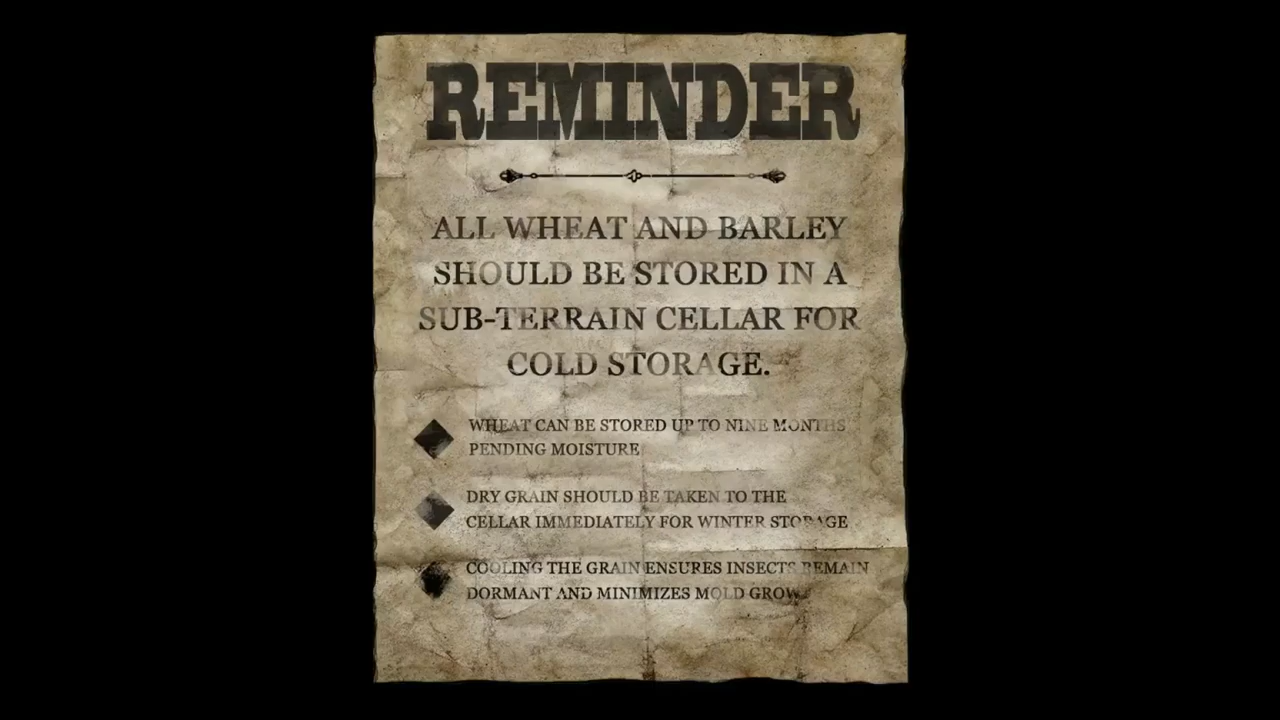 REMINDER
ALL WHEAT AND BARLEY
SHOULD BE STORED IN A
SUB-TERRAIN CELLAR FOR
COLD STORAGE.
WHEAT CAN BE STORED UP TO NINE MONTHS
PENDING MOISTURE
DRY GRAIN SHOULD BE TAKEN TO THE
CELLAR IMMEDIATELY FOR WINTER STORAGE
COOLING THE GRAIN ENSURES INSECTS REMAIN
DORMANT AND MINIMIZES MOLD GROW